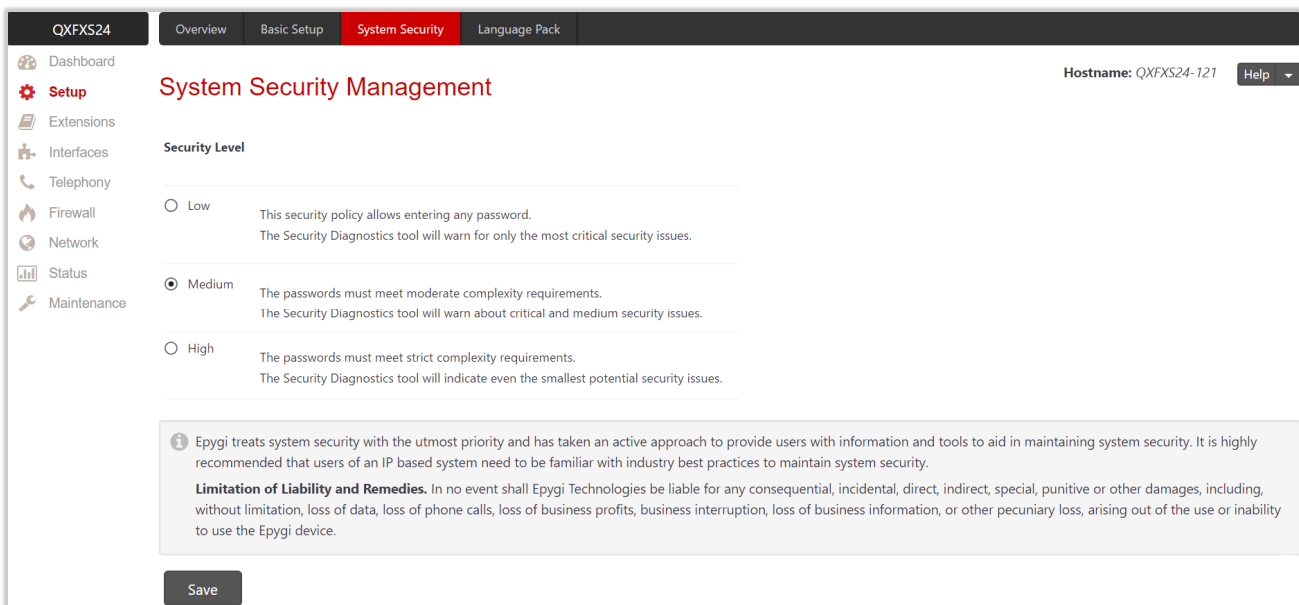 QXFXS24
Overview
Basic Setup
System Security
Language Pack
Dashboard
Setup
Extensions
Interfaces
Telephony
Firewall
Network
Status
Maintenance
Hostname: QXFXS24-121
Help
System Security Management
Security Level
Low
This security policy allows entering any password.
The Security Diagnostics tool will warn for only the most critical security issues.
Medium
The passwords must meet moderate complexity requirements.
The Security Diagnostics tool will warn about critical and medium security issues.
High
The passwords must meet strict complexity requirements.
The Security Diagnostics tool will indicate even the smallest potential security issues.
Epygi treats system security with the utmost priority and has taken an active approach to provide users with information and tools to aid in maintaining system security. It is highly
recommended that users of an IP based system need to be familiar with industry best practices to maintain system security.
Limitation of Liability and Remedies. In no event shall Epygi Technologies be liable for any consequential, incidental, direct, indirect, special, punitive or other damages, including,
without limitation, loss of data, loss of phone calls, loss of business profits, business interruption, loss of business information, or other pecuniary loss, arising out of the use or inability
to use the Epygi device.
Save